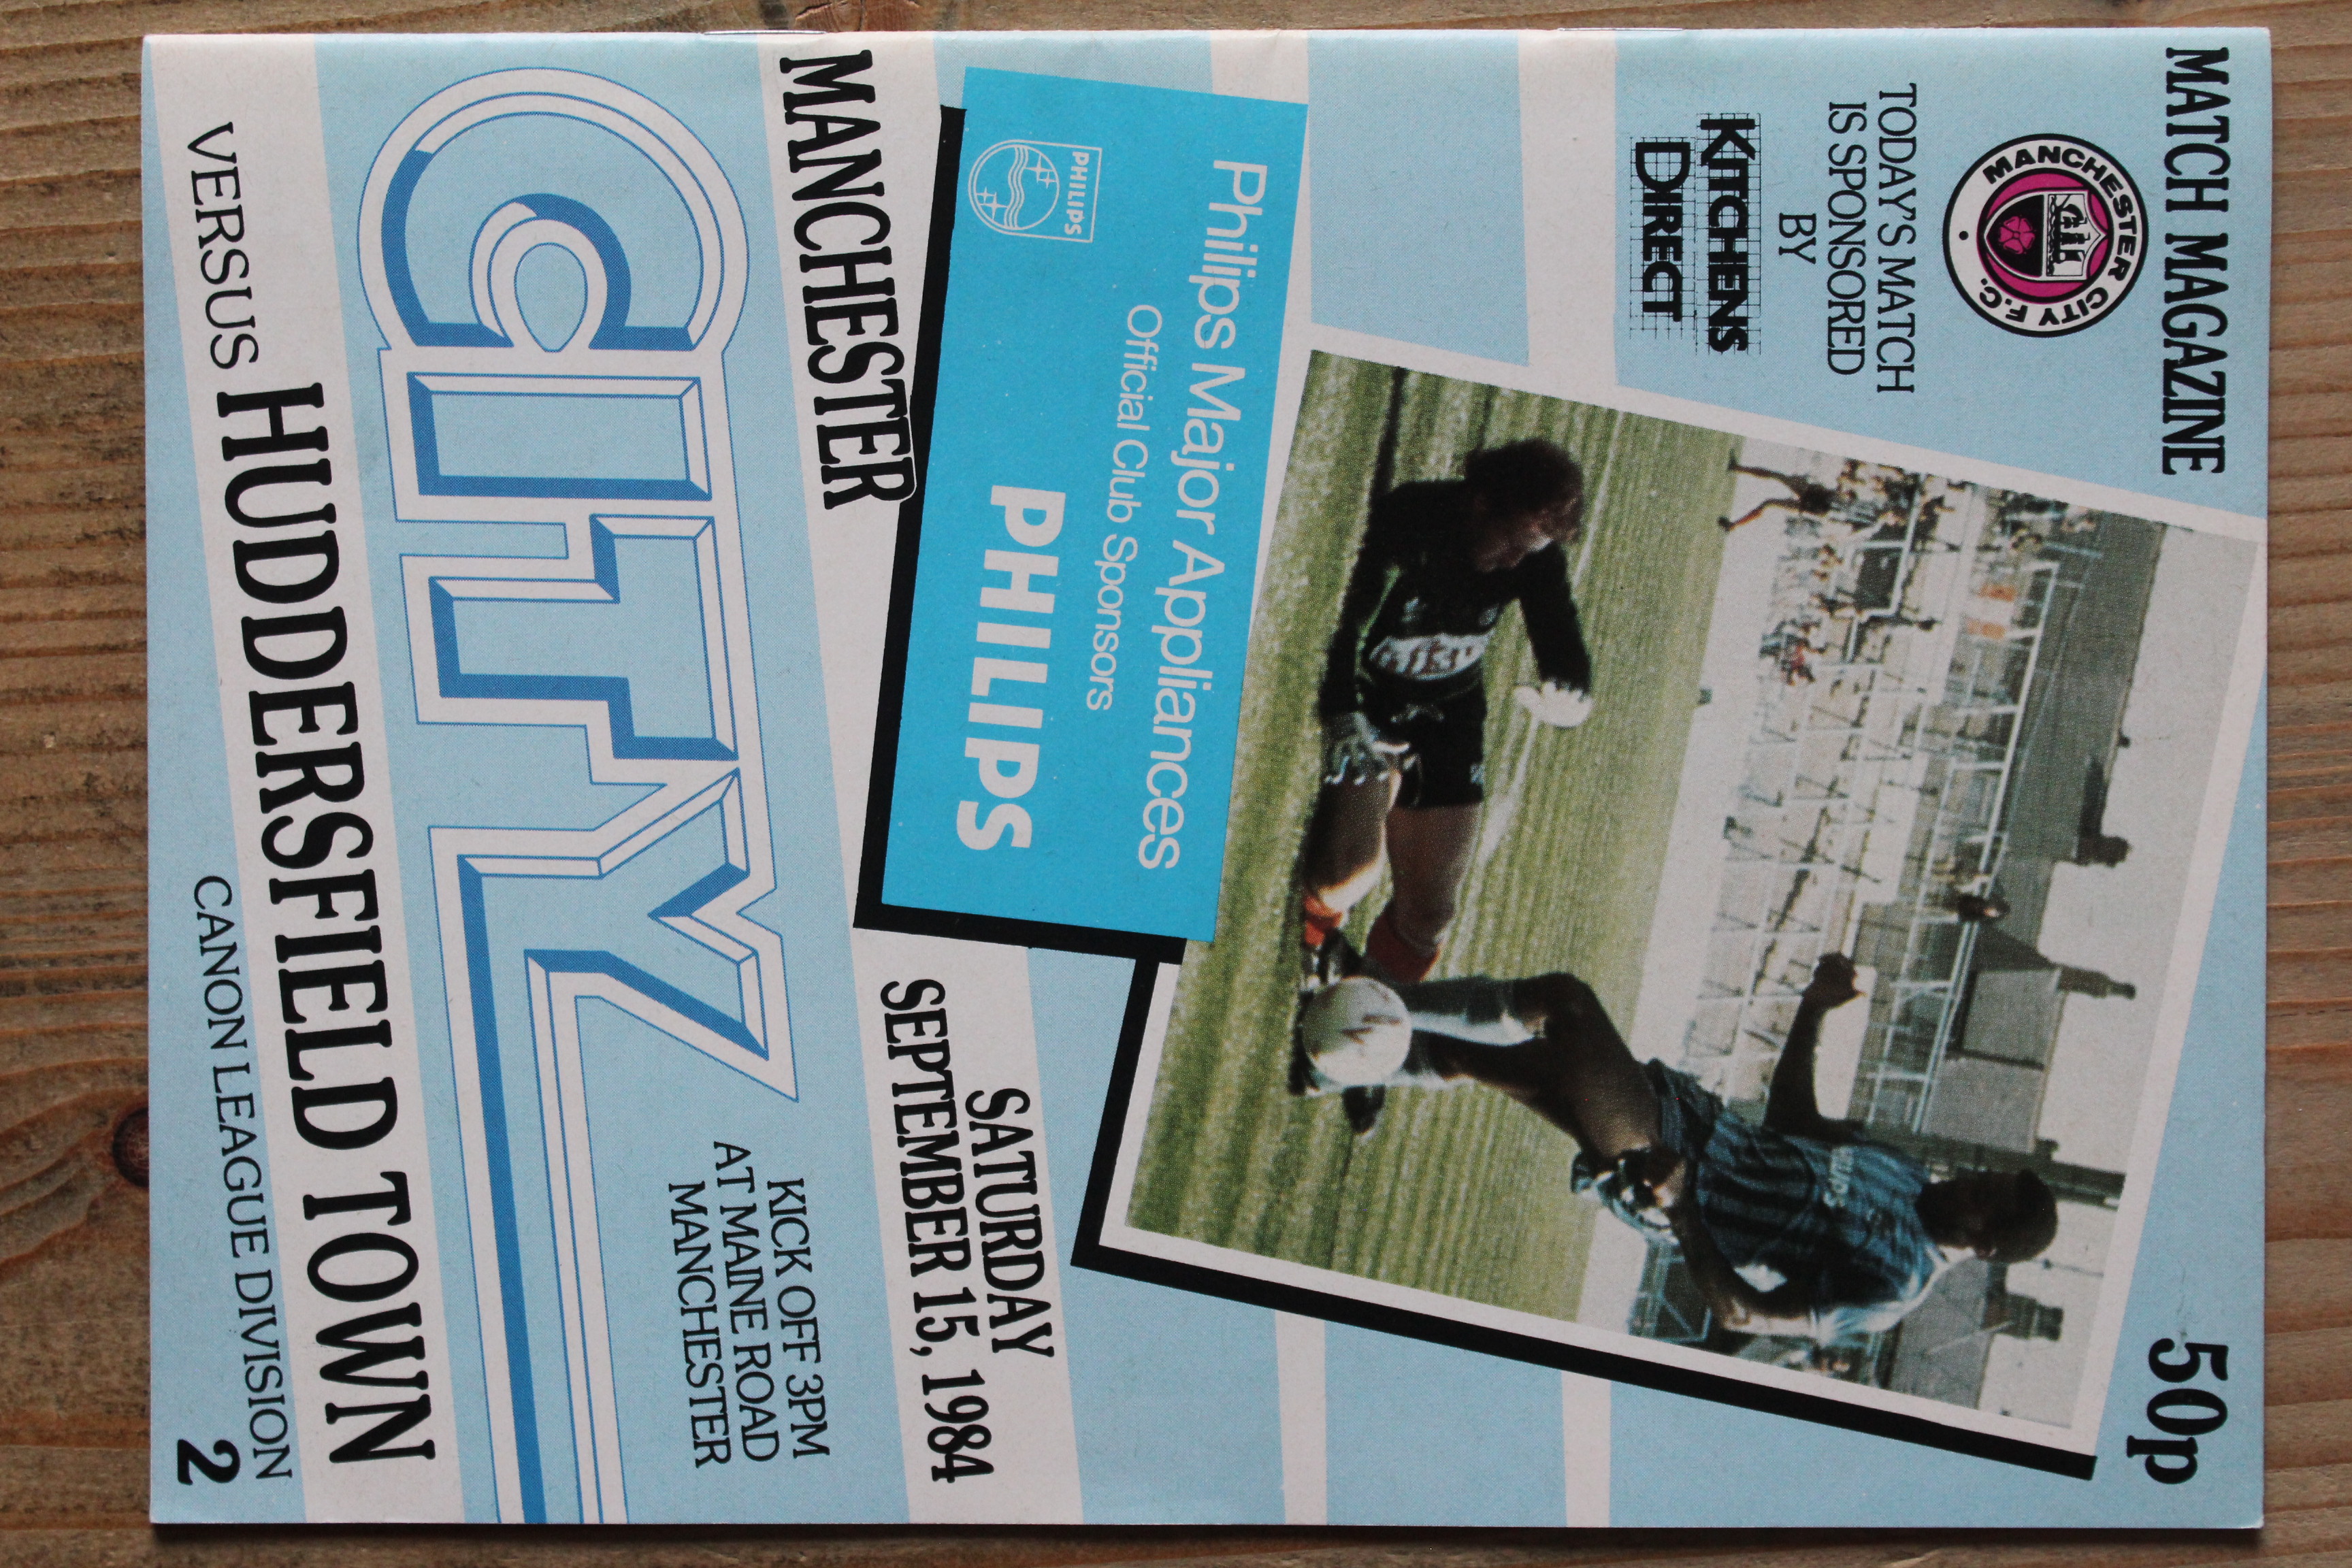 MATCH MAGAZINE
50p
MANCHESTER CITY F.C.
TODAY'S MATCH
IS SPONSORED
BY
KITCHENS
DIRECT
Philips Major Appliances
Official Club Sponsors
PHILIPS
PHILIPS
MANCHESTER
SATURDAY
SEPTEMBER 15, 1984
CITY
KICK OFF 3PM
AT MAINE ROAD
MANCHESTER
VERSUS HUDDERSFIELD TOWN
CANON LEAGUE DIVISION 2